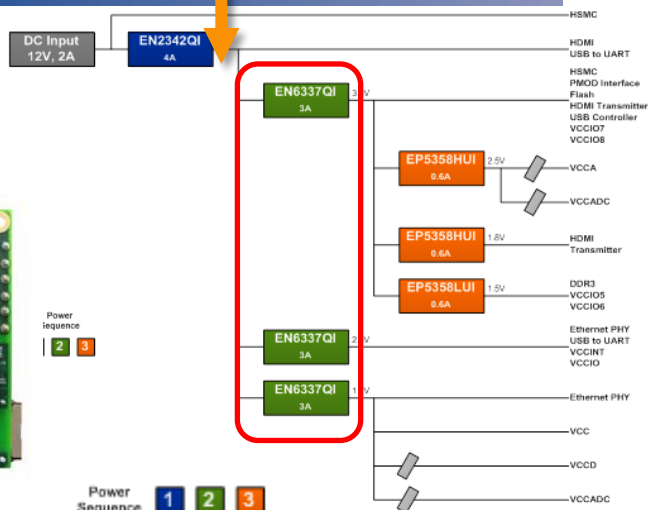 HSMC
DC Input
12V, 2A
EN2342QI
4A
HDMI
USB to UART
EN6337QI
3A
HSMC
PMOD Interface
Flash
HDMI Transmitter
USB Controller
VCCIO7
VCCIO8
EP5358HUI
0.6A
2.5V
VCCA
VCCADC
EP5358HUI
0.6A
1.8V
HDMI
Transmitter
EP5358LUI
0.6A
1.5V
DDR3
VCCIO5
VCCIO6
Power
2 3
EN6337QI
3A
Ethernet PHY
USB to UART
VCCINT
VCCIO
EN6337QI
3A
Ethernet PHY
VCC
VCCD
VCCADC
Power
Sequence
1 2 3